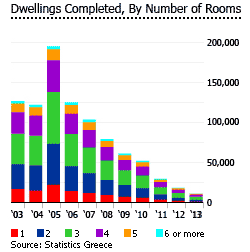 Dwellings Completed, By Number of Rooms
200,000
150,000
100,000
50,000
0
'03 '04 '05 '06 '07 '08 '09 '10 '11 '12 '13
1 2 3 4 5 6 or more
Source: Statistics Greece